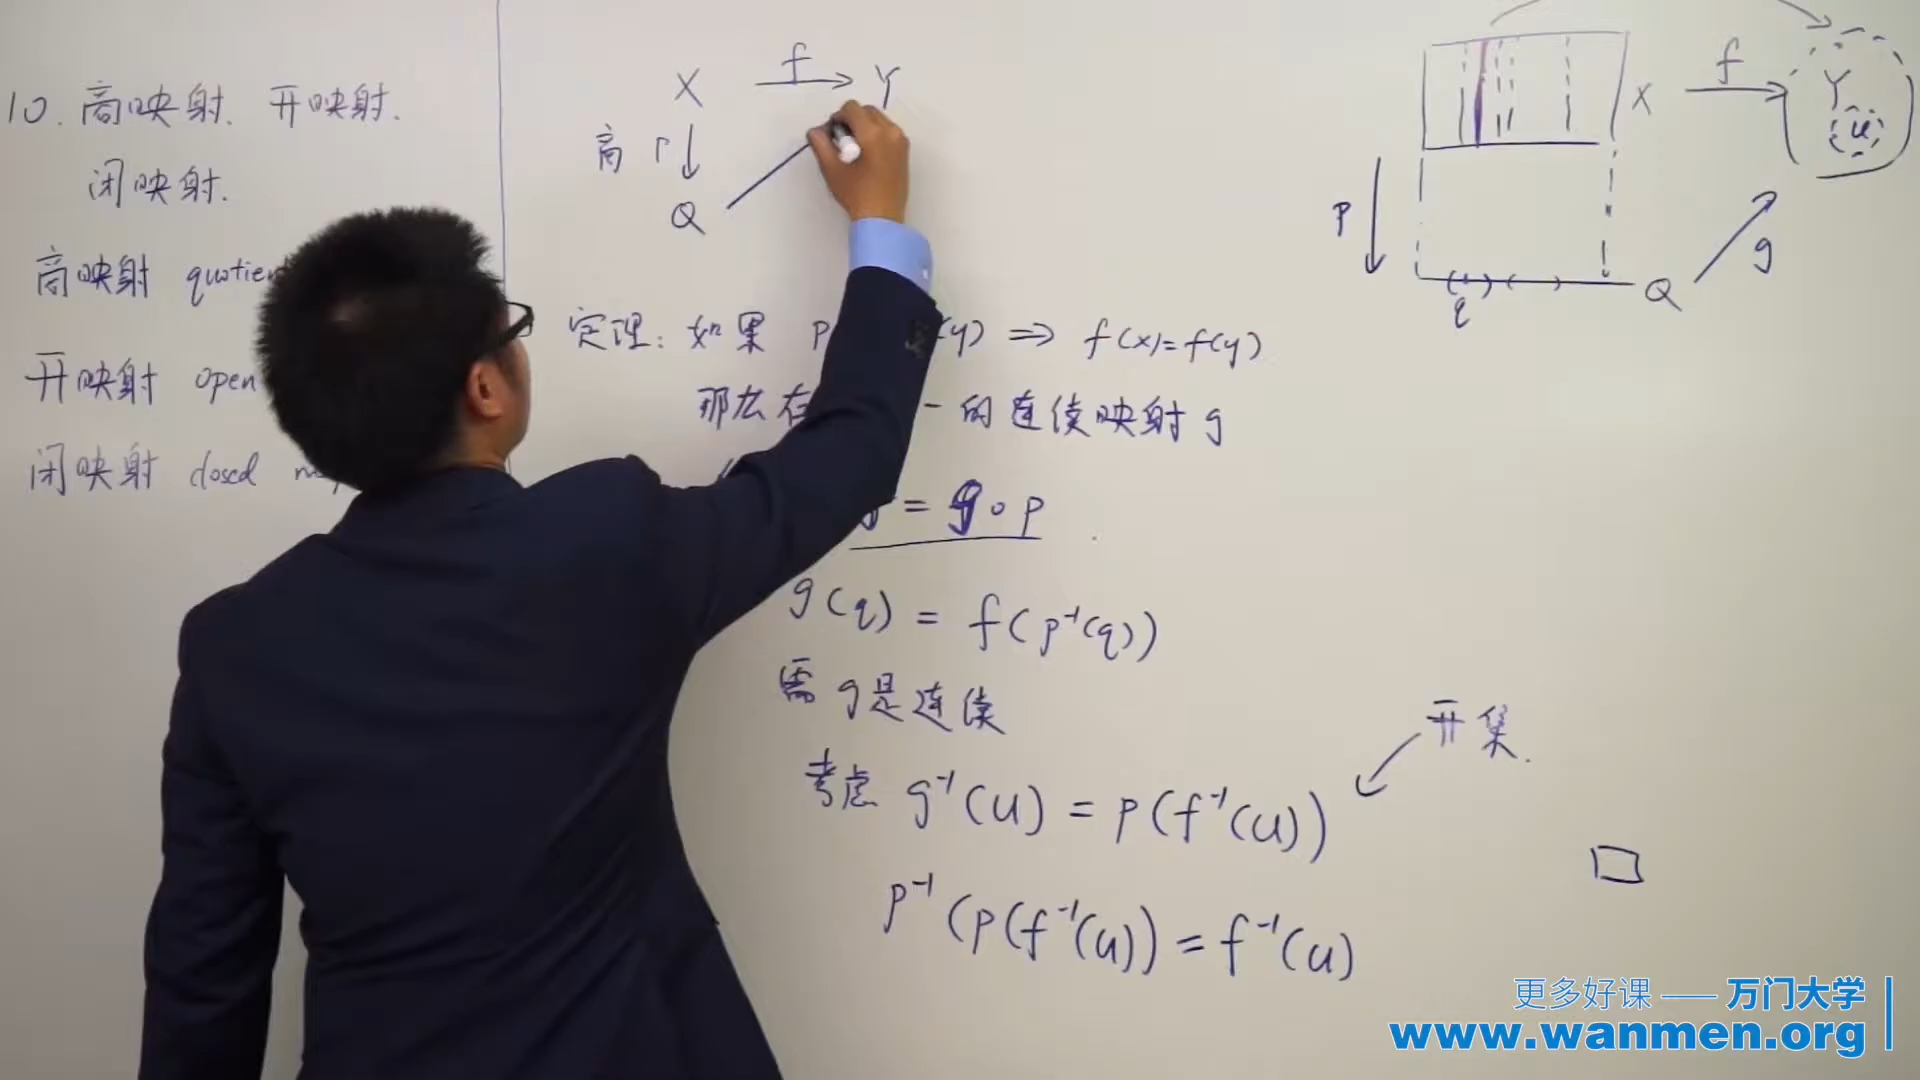 10. 商映射. 开映射.
闭映射.
商映射
开映射 open
闭映射 closed
X f Y
商
Q
X f Y
U
p
g
Q
q
定理: 如果 (y) ⇒ f(x)=f(y)
那么 的连续映射 g
= g∘p
g(q) = f(p⁻¹(q))
需 g是连续
开集.
考虑 g⁻¹(U) = p(f⁻¹(U))
p⁻¹(p(f⁻¹(U)) = f⁻¹(U)
更多好课 —— 万门大学
www.wanmen.org